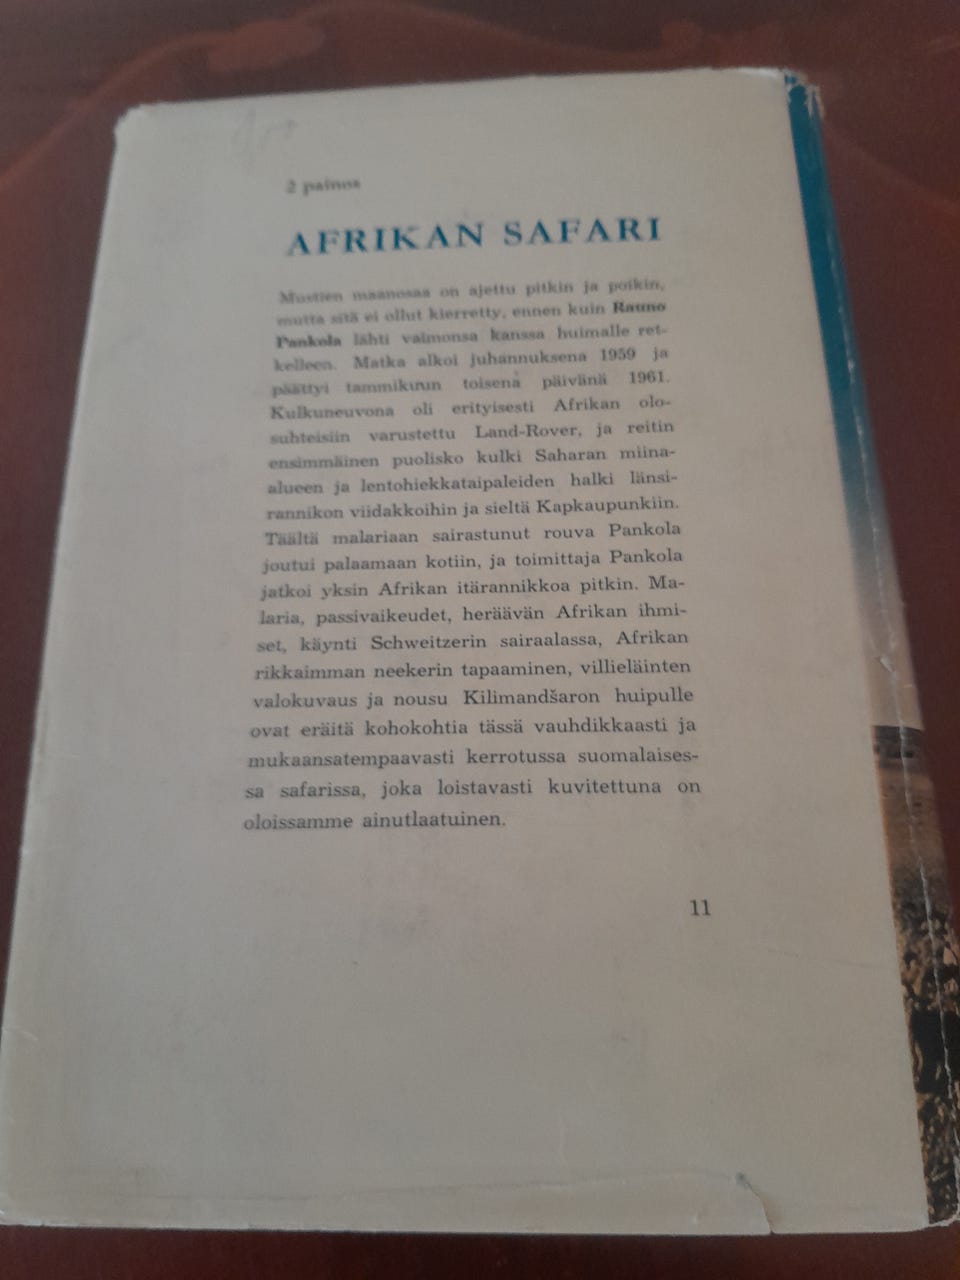 2 painos
AFRIKAN SAFARI
Mustien maanosaa on ajettu pitkin ja poikin,
mutta sitä ei ollut kierretty, ennen kuin Rauno
Pankola lähti vaimonsa kanssa huimalle ret-
kelleen. Matka alkoi juhannuksena 1959 ja
päättyi tammikuun toisena päivänä 1961.
Kulkuneuvona oli erityisesti Afrikan olo-
suhteisiin varustettu Land-Rover, ja reitin
ensimmäinen puolisko kulki Saharan miina-
alueen ja lentohiekkataipaleiden halki länsi-
rannikon viidakkoihin ja sieltä Kapkaupunkiin.
Täältä malariaan sairastunut rouva Pankola
joutui palaamaan kotiin, ja toimittaja Pankola
jatkoi yksin Afrikan itärannikkoa pitkin. Ma-
laria, passivaikeudet, heräävän Afrikan ihmi-
set, käynti Schweitzerin sairaalassa, Afrikan
rikkaimman neekerin tapaaminen, villieläinten
valokuvaus ja nousu Kilimandšaron huipulle
ovat eräitä kohokohtia tässä vauhdikkaasti ja
mukaansatempaavasti kerrotussa suomalaises-
sa safarissa, joka loistavasti kuvitettuna on
oloissamme ainutlaatuinen.
11